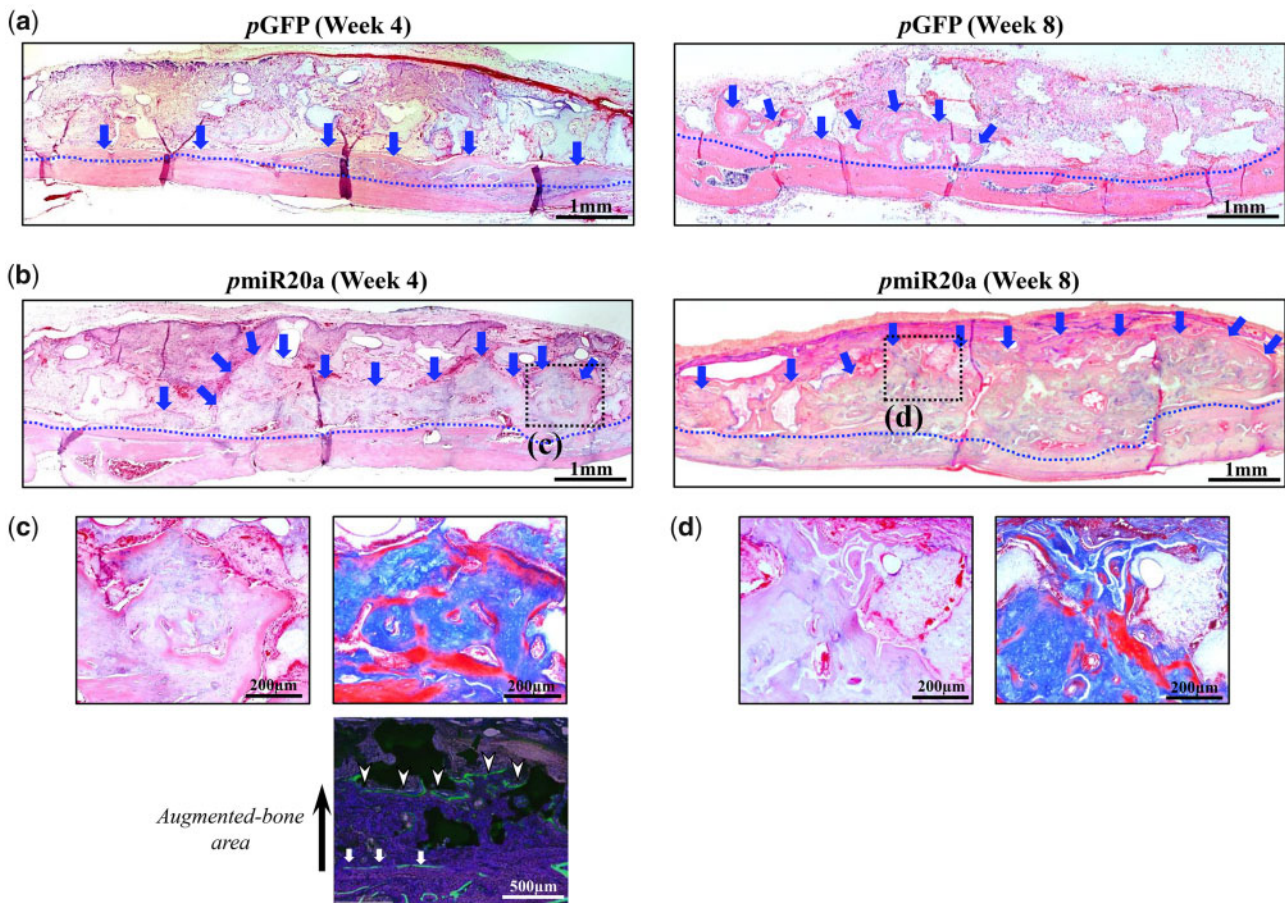 (a)
pGFP (Week 4)
pGFP (Week 8)
1mm
1mm
(b)
pmiR20a (Week 4)
pmiR20a (Week 8)
(c)
(d)
1mm
1mm
(c)
(d)
200µm
200µm
200µm
200µm
Augmented-bone
area
500µm